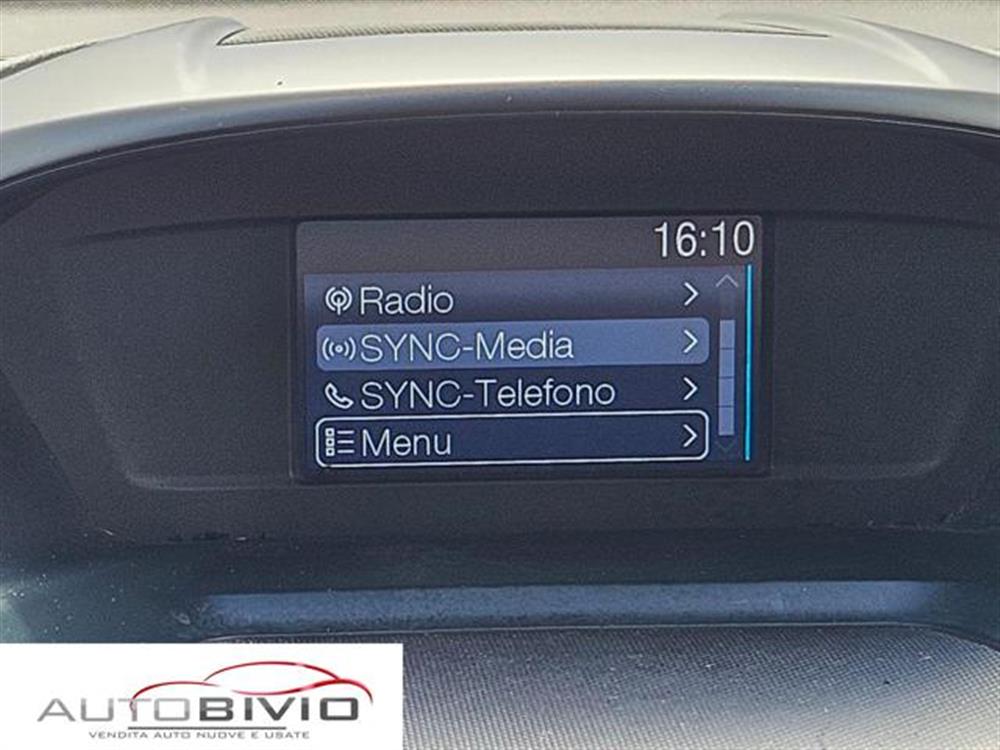 16:10
Radio
SYNC-Media
SYNC-Telefono
Menu
AUTOBIVIO
VENDITA AUTO NUOVE E USATE